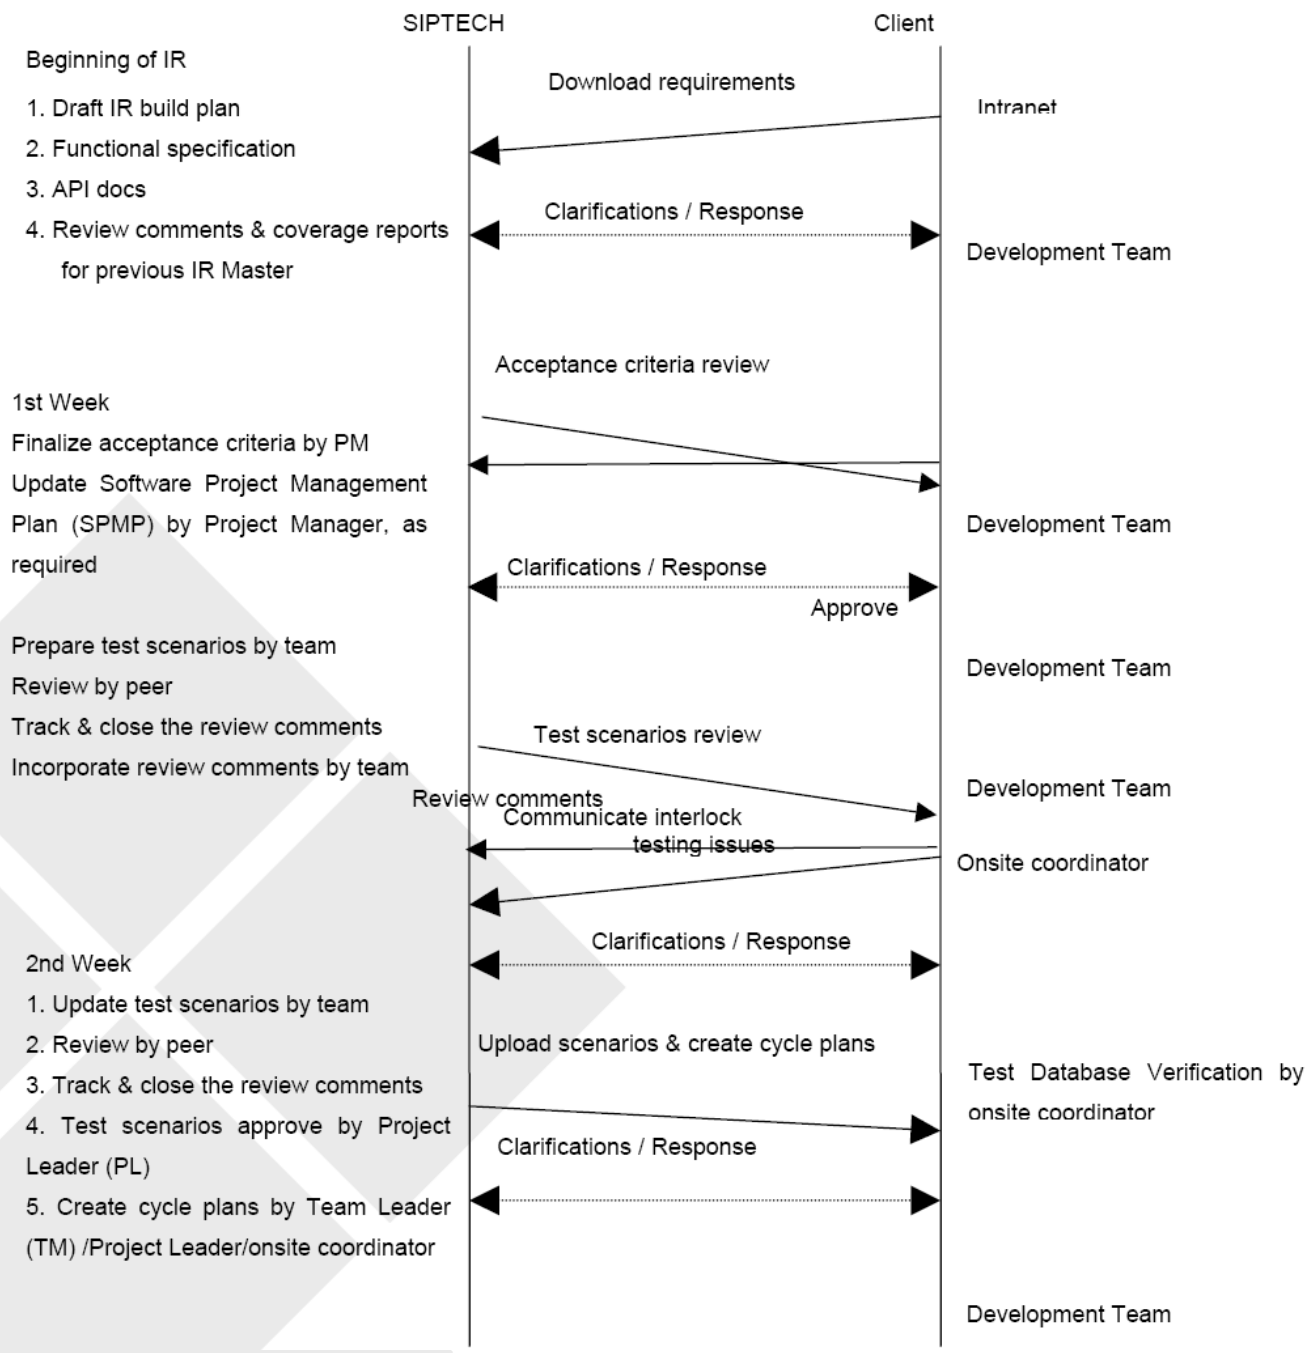 SIPTECH
Client
Beginning of IR
Download requirements
1. Draft IR build plan
Intranet
2. Functional specification
3. API docs
Clarifications / Response
4. Review comments & coverage reports
for previous IR Master
Development Team
Acceptance criteria review
1st Week
Finalize acceptance criteria by PM
Update Software Project Management
Plan (SPMP) by Project Manager, as
required
Development Team
Clarifications / Response
Approve
Prepare test scenarios by team
Review by peer
Track & close the review comments
Incorporate review comments by team
Development Team
Test scenarios review
Development Team
Review comments
Communicate interlock
testing issues
Onsite coordinator
Clarifications / Response
2nd Week
1. Update test scenarios by team
2. Review by peer
3. Track & close the review comments
4. Test scenarios approve by Project
Leader (PL)
5. Create cycle plans by Team Leader
(TM) /Project Leader/onsite coordinator
Upload scenarios & create cycle plans
Test Database Verification by
onsite coordinator
Clarifications / Response
Development Team